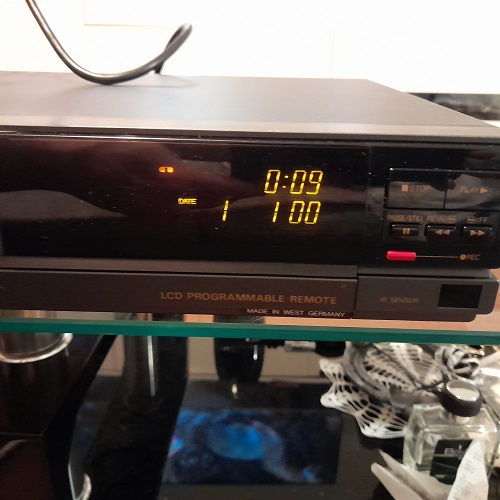 0:09
DATE 1 1 00
STOP PLAY
PAUSE/STILL REW F.F
REC
LCD PROGRAMMABLE REMOTE IR SENSOR
MADE IN WEST GERMANY